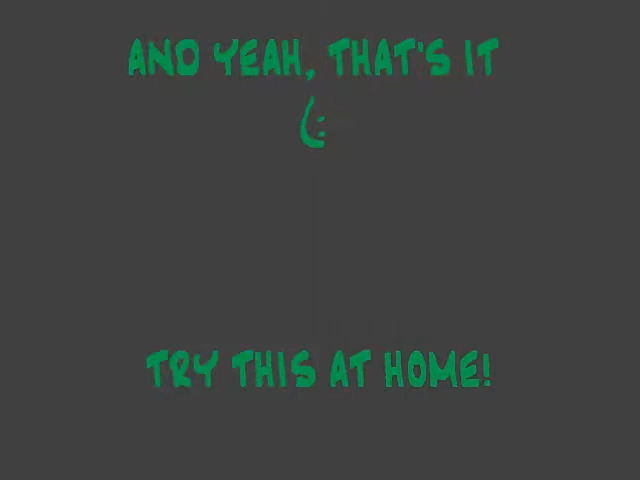 AND YEAH, THAT'S IT
(:
TRY THIS AT HOME!